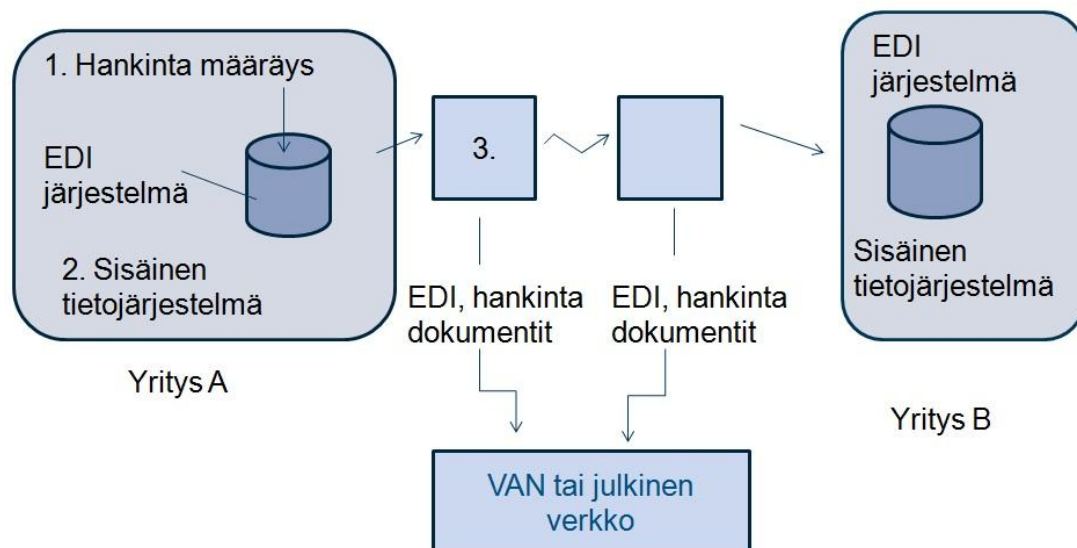 1. Hankinta määräys
EDI
järjestelmä
2. Sisäinen
tietojärjestelmä
Yritys A
3.
EDI, hankinta
dokumentit
EDI, hankinta
dokumentit
VAN tai julkinen
verkko
EDI
järjestelmä
Sisäinen
tietojärjestelmä
Yritys B